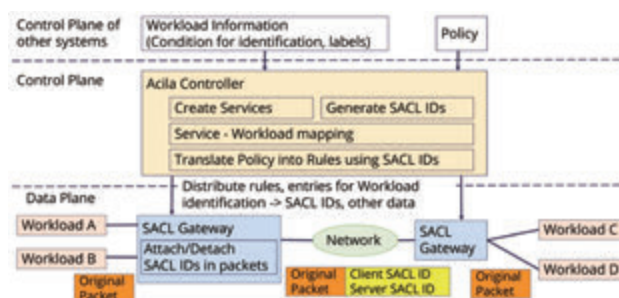 Control Plane of
other systems
Workload Information
(Condition for identification, labels)
Policy
Control Plane
Acila Controller
Create Services
Generate SACL IDs
Service - Workload mapping
Translate Policy into Rules using SACL IDs
Data Plane
Distribute rules, entries for Workload
identification -> SACL IDs, other data
Workload A
Workload B
SACL Gateway
Attach/Detach
SACL IDs in packets
Network
SACL
Gateway
Workload C
Workload D
Original
Packet
Original
Packet
Client SACL ID
Server SACL ID
Original
Packet